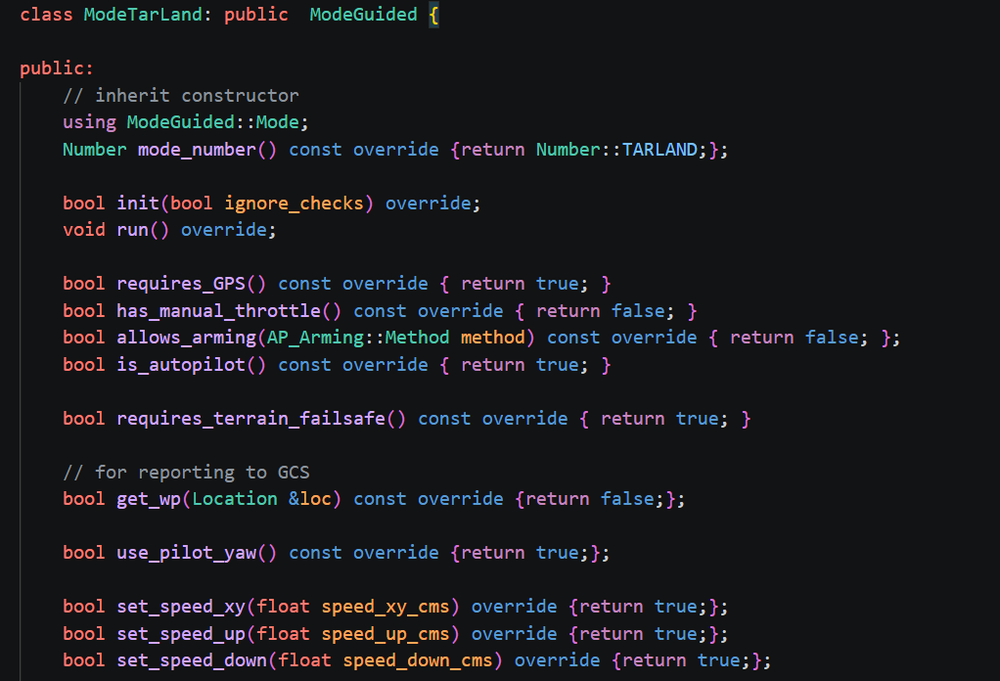 class ModeTarLand: public  ModeGuided {
public:
// inherit constructor
using ModeGuided::Mode;
Number mode_number() const override {return Number::TARLAND;};
bool init(bool ignore_checks) override;
void run() override;
bool requires_GPS() const override { return true; }
bool has_manual_throttle() const override { return false; }
bool allows_arming(AP_Arming::Method method) const override { return false; };
bool is_autopilot() const override { return true; }
bool requires_terrain_failsafe() const override { return true; }
// for reporting to GCS
bool get_wp(Location &loc) const override {return false;};
bool use_pilot_yaw() const override {return true;};
bool set_speed_xy(float speed_xy_cms) override {return true;};
bool set_speed_up(float speed_up_cms) override {return true;};
bool set_speed_down(float speed_down_cms) override {return true;};